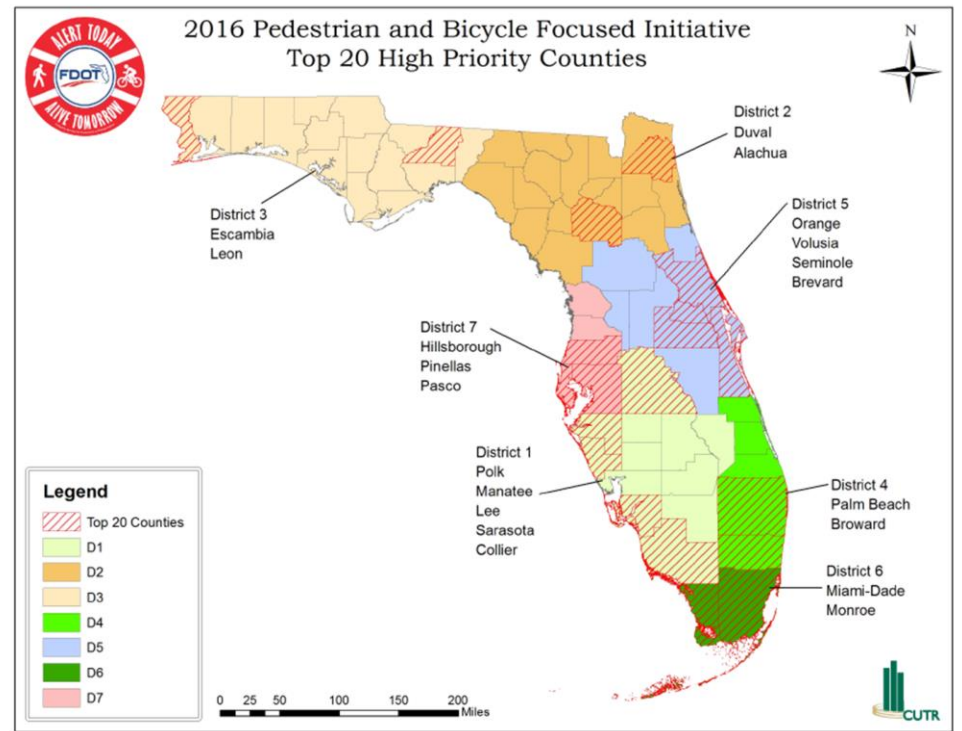 2016 Pedestrian and Bicycle Focused Initiative
Top 20 High Priority Counties
ALERT TODAY
FDOT
ALIVE TOMORROW
N
District 2
Duval
Alachua
District 3
Escambia
Leon
District 5
Orange
Volusia
Seminole
Brevard
District 7
Hillsborough
Pinellas
Pasco
District 1
Polk
Manatee
Lee
Sarasota
Collier
District 4
Palm Beach
Broward
District 6
Miami-Dade
Monroe
Legend
Top 20 Counties
D1
D2
D3
D4
D5
D6
D7
0 50 100 150 200
Miles
CUTR